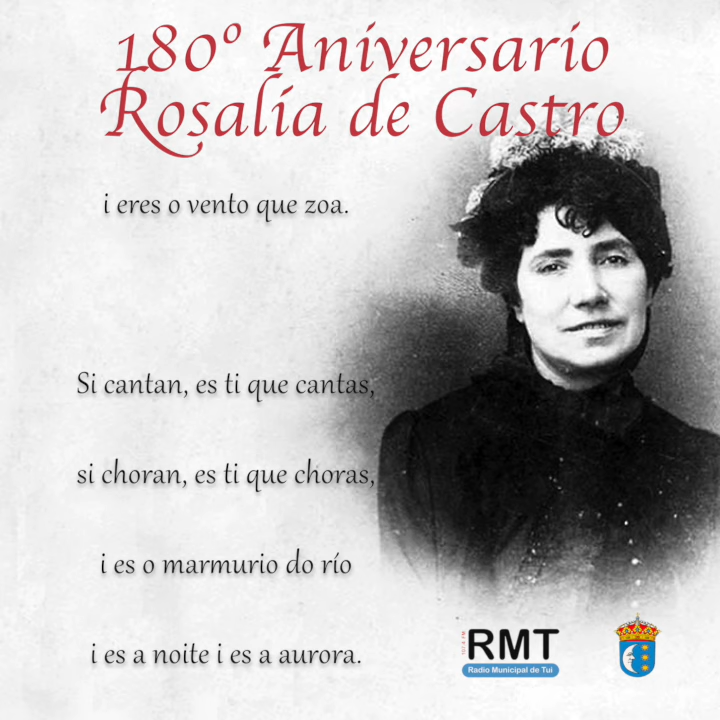 180º Aniversario
Rosalía de Castro
i eres o vento que zoa.
Si cantan, es ti que cantas,
si choran, es ti que choras,
i es o marmurio do río
i es a noite i es a aurora.
RMT
Radio Municipal de Tui